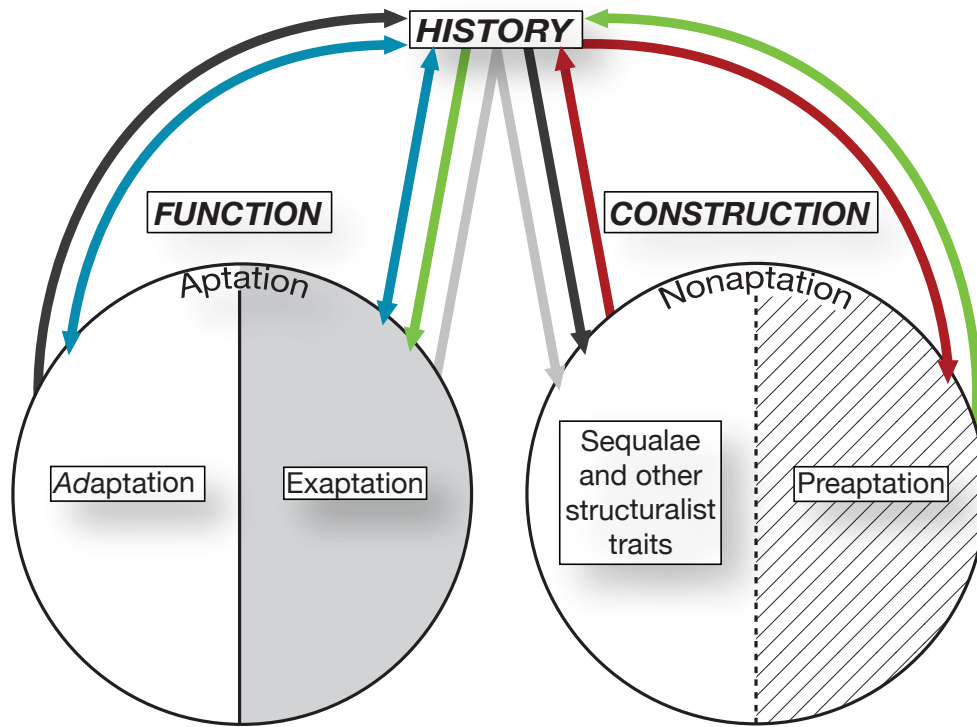 HISTORY
FUNCTION
CONSTRUCTION
Aptation
Nonaptation
Adaptation
Exaptation
Sequalae
and other
structuralist
traits
Preaptation